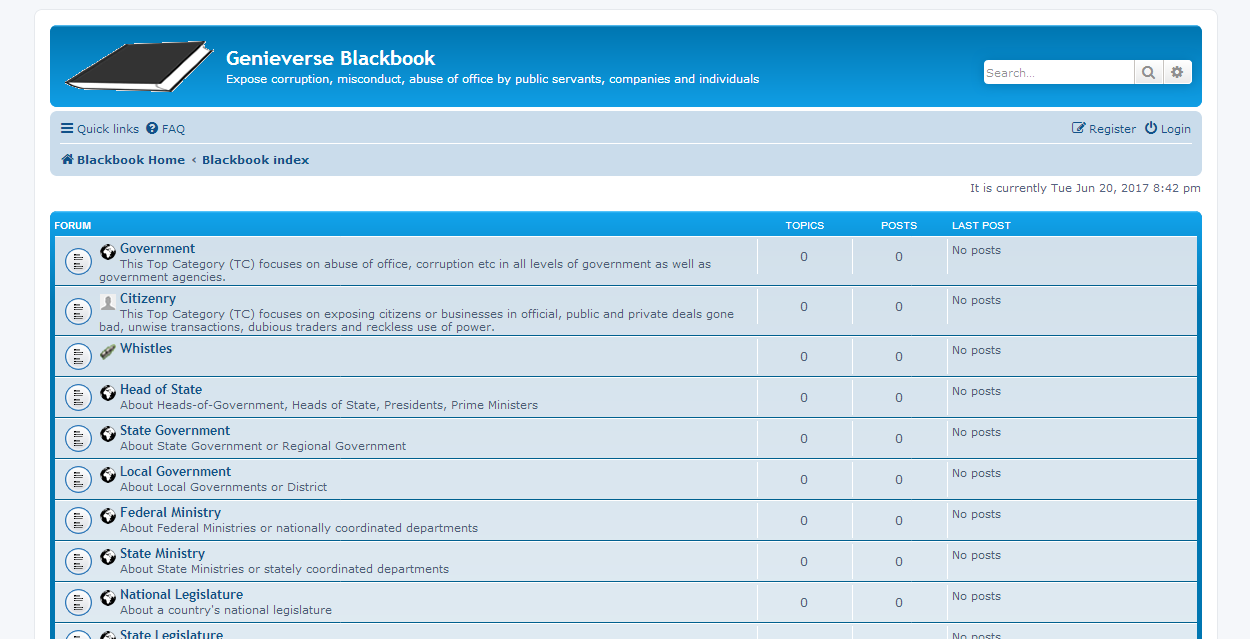 Genieverse Blackbook
Expose corruption, misconduct, abuse of office by public servants, companies and individuals
Search…
Quick links FAQ Register Login
Blackbook Home ‹ Blackbook index
It is currently Tue Jun 20, 2017 8:42 pm
FORUM TOPICS POSTS LAST POST
Government
This Top Category (TC) focuses on abuse of office, corruption etc in all levels of government as well as
government agencies.
0 0 No posts
Citizenry
This Top Category (TC) focuses on exposing citizens or businesses in official, public and private deals gone
bad, unwise transactions, dubious traders and reckless use of power.
0 0 No posts
Whistles
0 0 No posts
Head of State
About Heads-of-Government, Heads of State, Presidents, Prime Ministers
0 0 No posts
State Government
About State Government or Regional Government
0 0 No posts
Local Government
About Local Governments or District
0 0 No posts
Federal Ministry
About Federal Ministries or nationally coordinated departments
0 0 No posts
State Ministry
About State Ministries or stately coordinated departments
0 0 No posts
National Legislature
About a country's national legislature
0 0 No posts
State Legislature
No posts